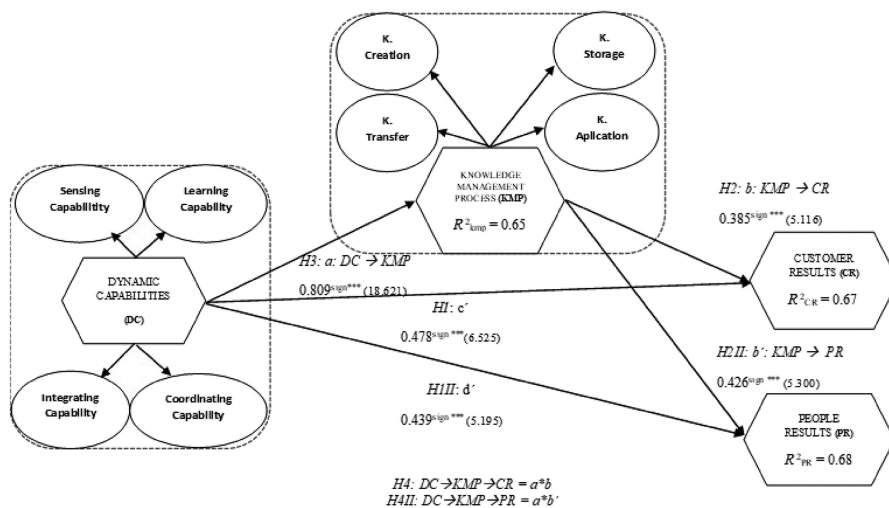 K.
Creation
K.
Storage
K.
Transfer
K.
Aplication
KNOWLEDGE
MANAGEMENT
PROCESS (KMP)
R²kmp = 0.65
Sensing
Capabilitity
Learning
Capability
DYNAMIC
CAPABILITIES
(DC)
Integrating
Capability
Coordinating
Capability
H3: a: DC → KMP
0.809sign*** (18.621)
H1: c´
0.478sign *** (6.525)
H1II: d´
0.439sign *** (5.195)
H2: b: KMP → CR
0.385sign *** (5.116)
CUSTOMER
RESULTS (CR)
R²CR = 0.67
H2II: b´: KMP → PR
0.426sign *** (5.300)
PEOPLE
RESULTS (PR)
R²PR = 0.68
H4: DC→KMP→CR = a*b
H4II: DC→KMP→PR = a*b´